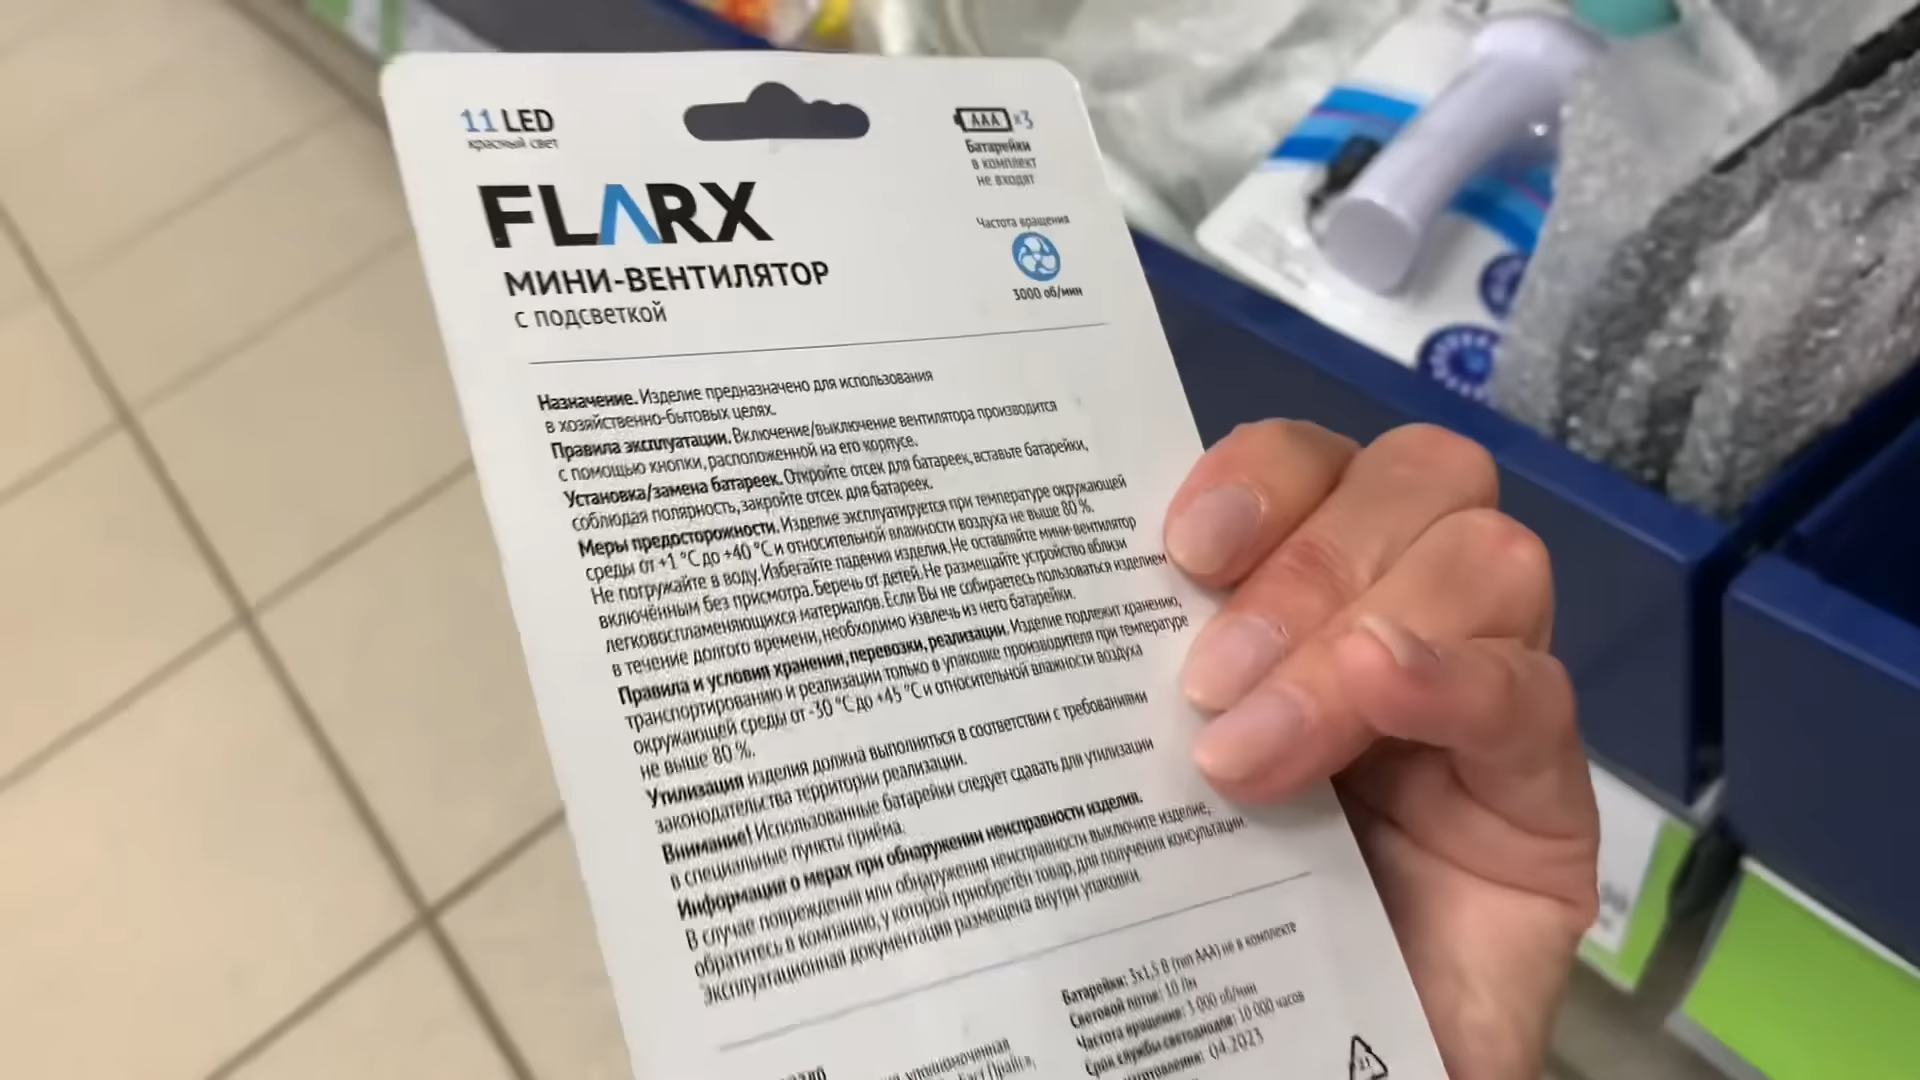 11 LED
красный свет
AAA x3
Батарейки
в комплект
не входят
FLARX
МИНИ-ВЕНТИЛЯТОР
с подсветкой
Частота вращения
3000 об/мин
Назначение. Изделие предназначено для использования
в хозяйственно-бытовых целях.
Правила эксплуатации. Включение/выключение вентилятора производится
с помощью кнопки, расположенной на его корпусе.
Установка/замена батареек. Откройте отсек для батареек, вставьте батарейки,
соблюдая полярность, закройте отсек для батареек.
Меры предосторожности. Изделие эксплуатируется при температуре окружающей
среды от +1 °С до +40 °С и относительной влажности воздуха не выше 80 %.
Не погружайте в воду. Избегайте падения изделия. Не оставляйте мини-вентилятор
включённым без присмотра. Беречь от детей. Не размещайте устройство вблизи
легковоспламеняющихся материалов. Если Вы не собираетесь пользоваться изделием
в течение долгого времени, необходимо извлечь из него батарейки.
Правила и условия хранения, перевозки, реализации. Изделие подлежит хранению,
транспортированию и реализации только в упаковке производителя при температуре
окружающей среды от -30 °С до +45 °С и относительной влажности воздуха
не выше 80 %.
Утилизация изделия должна выполняться в соответствии с требованиями
законодательства территории реализации.
Внимание! Использованные батарейки следует сдавать для утилизации
в специальные пункты приёма.
Информация о мерах при обнаружении неисправности изделия.
В случае повреждения или обнаружения неисправности выключите изделие,
обратитесь в компанию, у которой приобретён товар, для получения консультации.
эксплуатационная документация размещена внутри упаковки.
Батарейки: 3x1,5 В (тип ААА) не в комплекте
Световой поток: 10 Лм
Частота вращения: 3 000 об/мин
Срок службы светодиодов: 10 000 часов
Q4.2023
уполномоченная